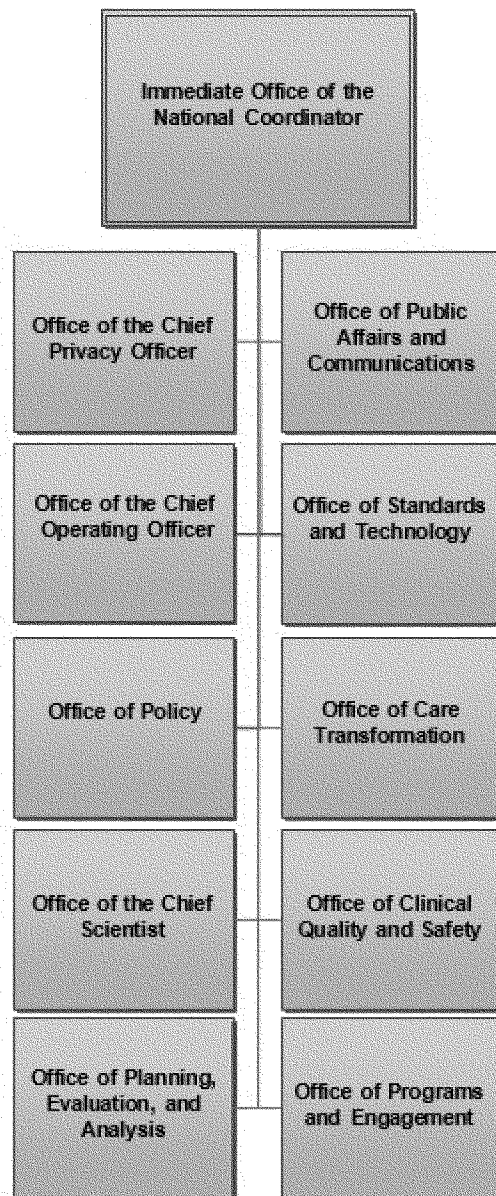 Immediate Office of the
National Coordinator
Office of the Chief
Privacy Officer
Office of Public
Affairs and
Communications
Office of the Chief
Operating Officer
Office of Standards
and Technology
Office of Policy
Office of Care
Transformation
Office of the Chief
Scientist
Office of Clinical
Quality and Safety
Office of Planning,
Evaluation, and
Analysis
Office of Programs
and Engagement